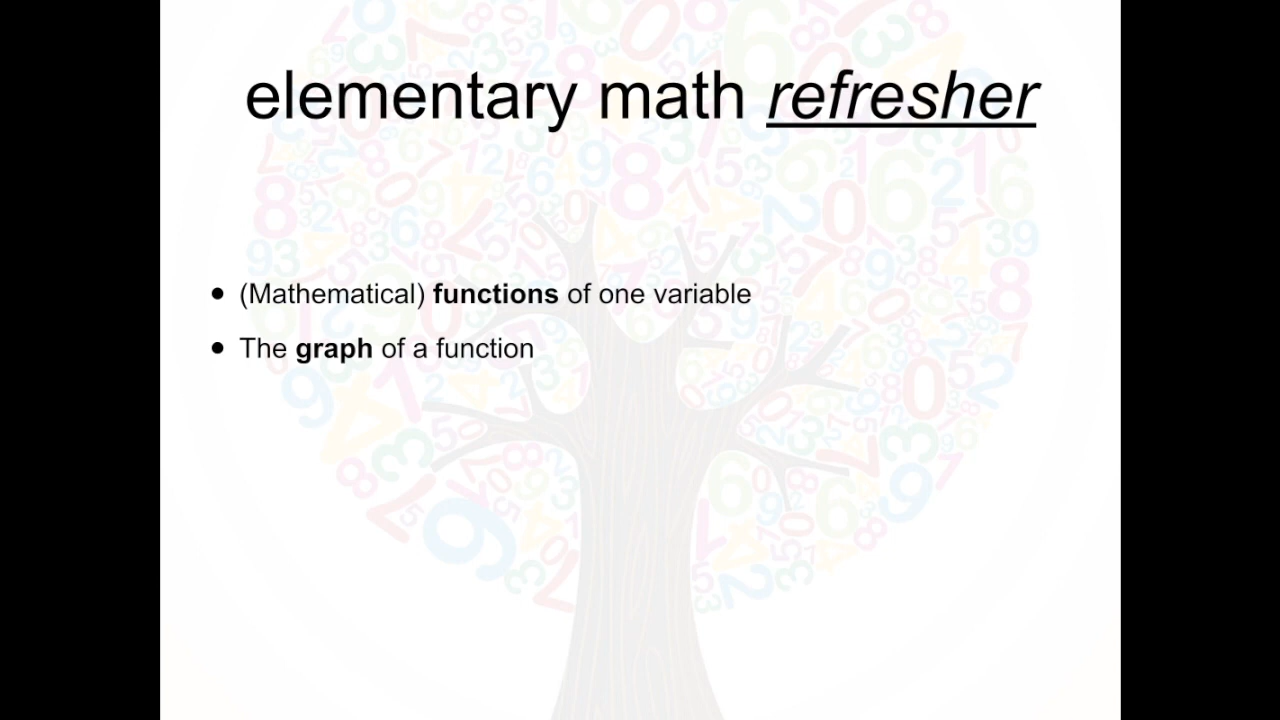 elementary math refresher
• (Mathematical) functions of one variable
• The graph of a function